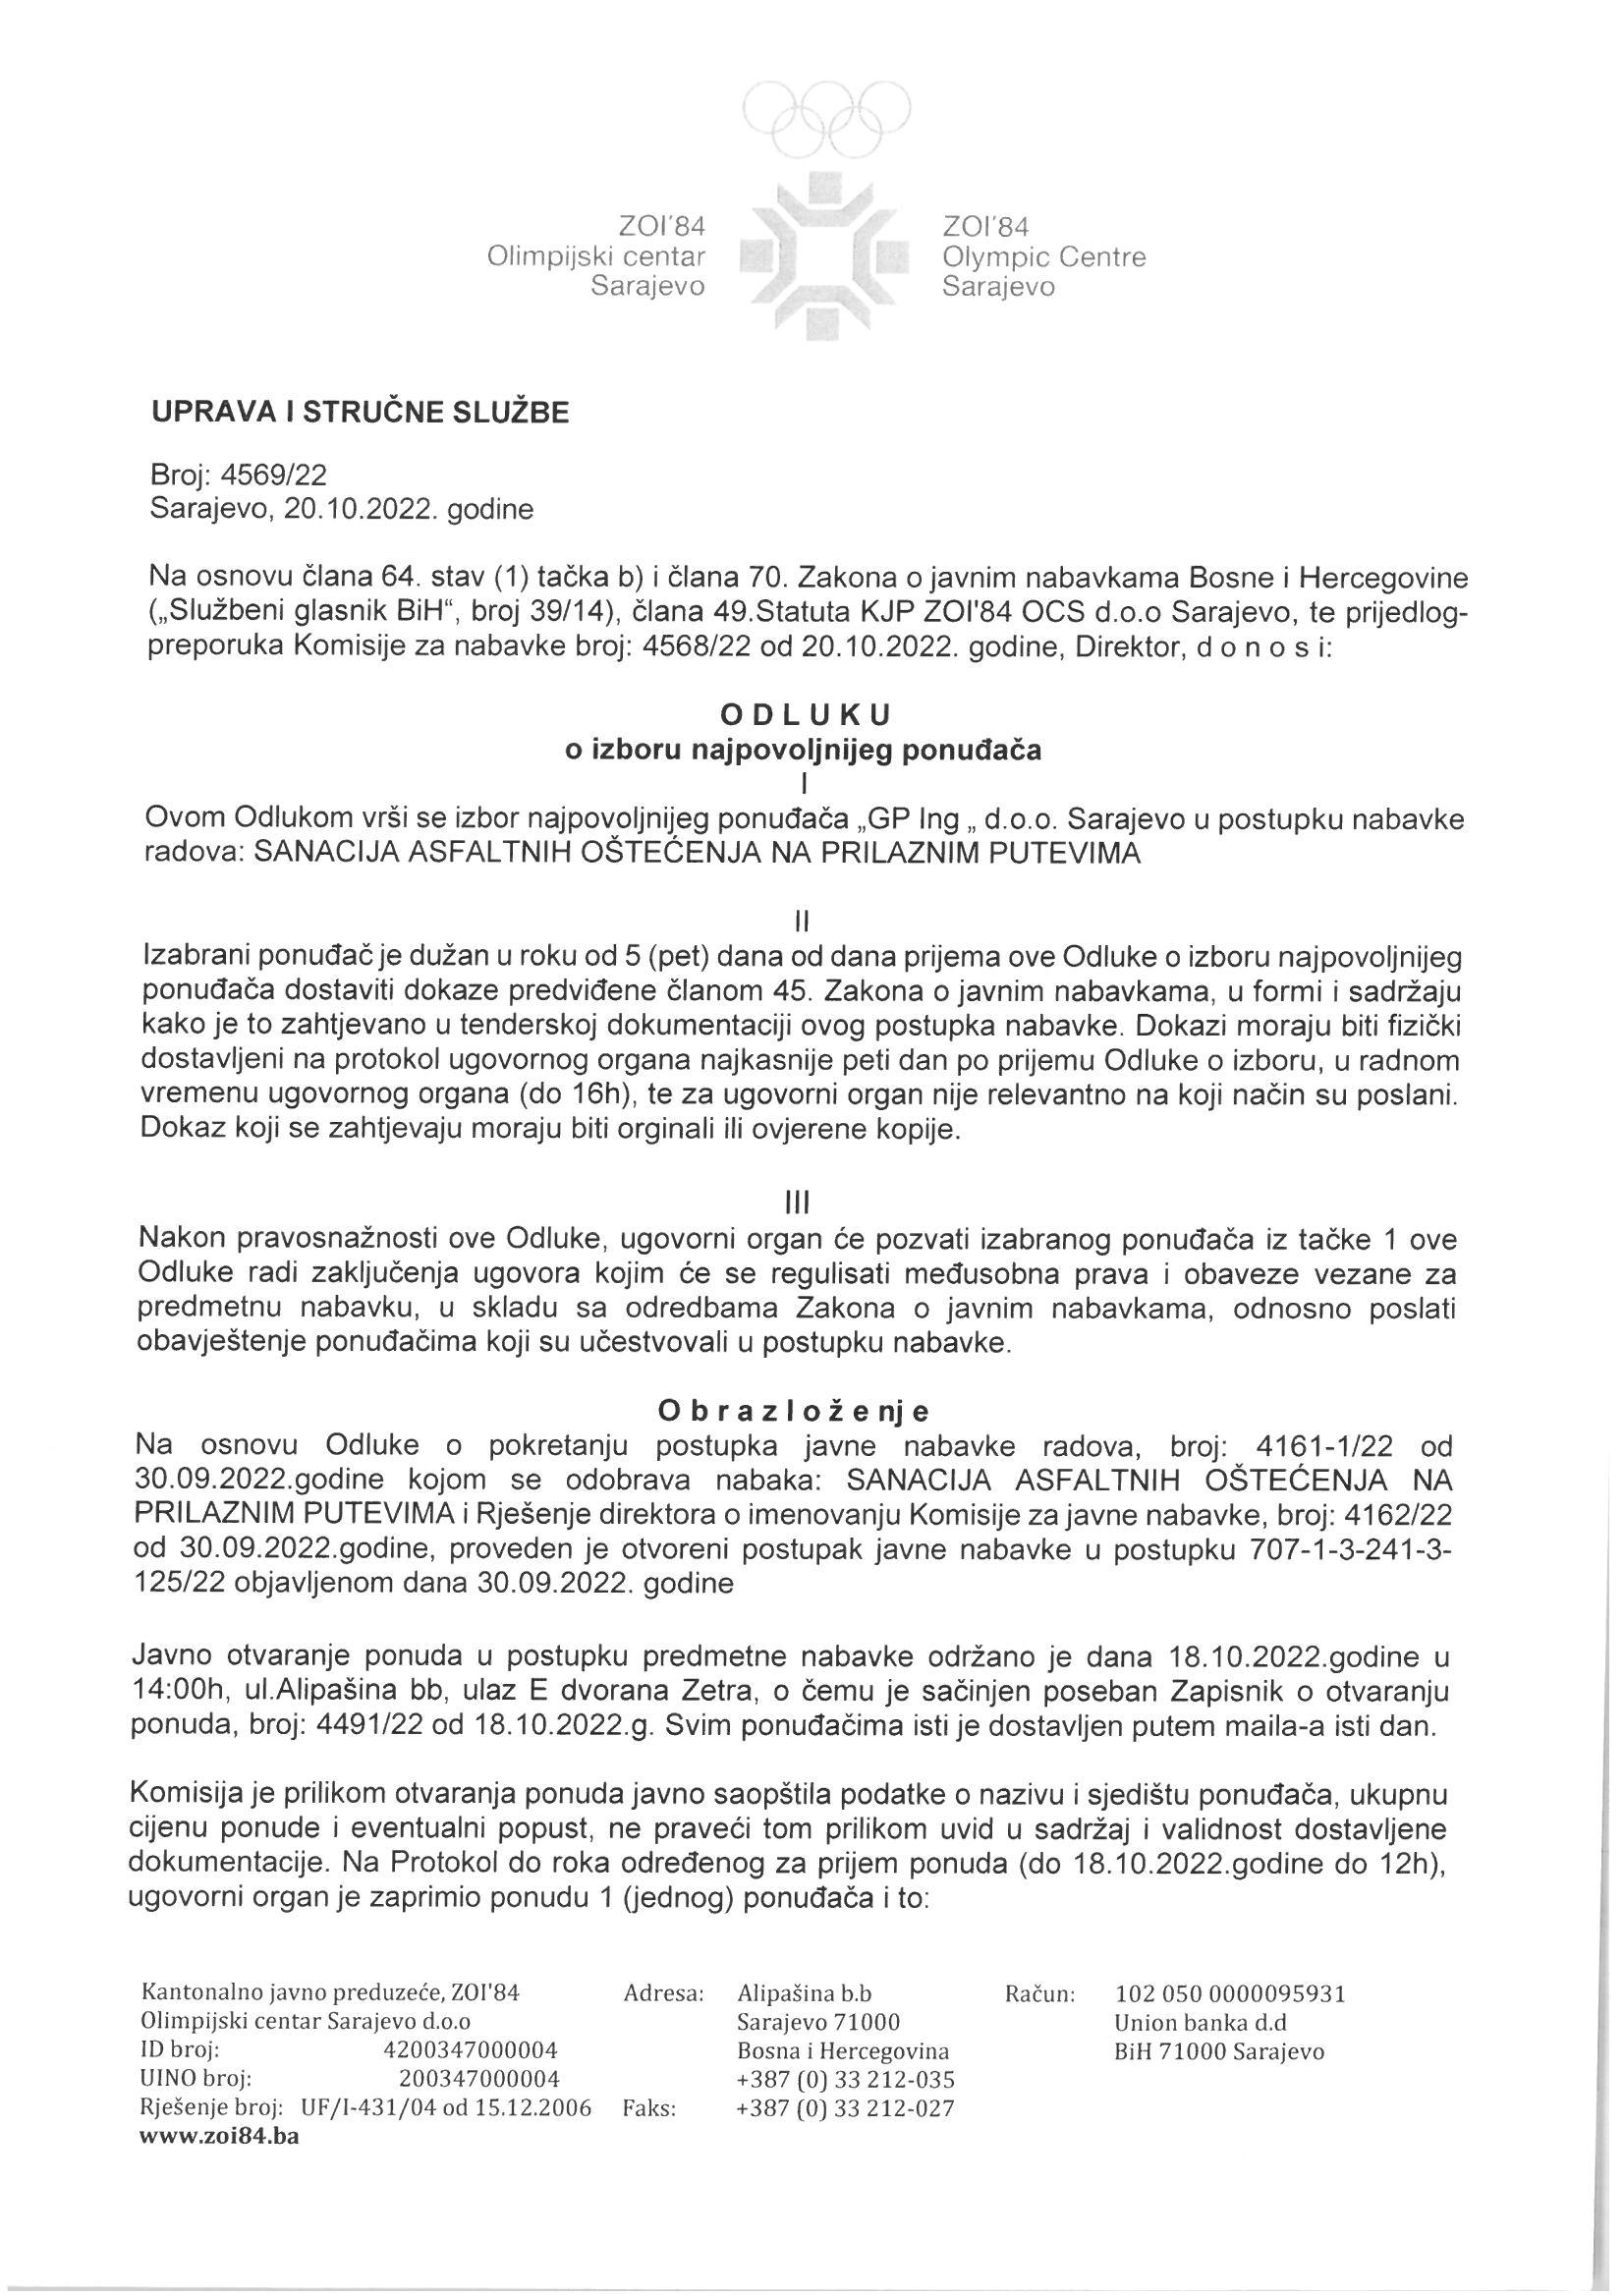 ZOI'84
Olimpijski centar
Sarajevo
ZOI'84
Olympic Centre
Sarajevo
UPRAVA I STRUČNE SLUŽBE
Broj: 4569/22
Sarajevo, 20.10.2022. godine
Na osnovu člana 64. stav (1) tačka b) i člana 70. Zakona o javnim nabavkama Bosne i Hercegovine
(„Službeni glasnik BiH“, broj 39/14), člana 49.Statuta KJP ZOI'84 OCS d.o.o Sarajevo, te prijedlog-
preporuka Komisije za nabavke broj: 4568/22 od 20.10.2022. godine, Direktor, d o n o s i:
O D L U K U
o izboru najpovoljnijeg ponuđača
I
Ovom Odlukom vrši se izbor najpovoljnijeg ponuđača „GP Ing „ d.o.o. Sarajevo u postupku nabavke
radova: SANACIJA ASFALTNIH OŠTEĆENJA NA PRILAZNIM PUTEVIMA
II
Izabrani ponuđač je dužan u roku od 5 (pet) dana od dana prijema ove Odluke o izboru najpovoljnijeg
ponuđača dostaviti dokaze predviđene članom 45. Zakona o javnim nabavkama, u formi i sadržaju
kako je to zahtjevano u tenderskoj dokumentaciji ovog postupka nabavke. Dokazi moraju biti fizički
dostavljeni na protokol ugovornog organa najkasnije peti dan po prijemu Odluke o izboru, u radnom
vremenu ugovornog organa (do 16h), te za ugovorni organ nije relevantno na koji način su poslani.
Dokaz koji se zahtjevaju moraju biti orginali ili ovjerene kopije.
III
Nakon pravosnažnosti ove Odluke, ugovorni organ će pozvati izabranog ponuđača iz tačke 1 ove
Odluke radi zaključenja ugovora kojim će se regulisati međusobna prava i obaveze vezane za
predmetnu nabavku, u skladu sa odredbama Zakona o javnim nabavkama, odnosno poslati
obavještenje ponuđačima koji su učestvovali u postupku nabavke.
O b r a z l o ž e nj e
Na osnovu Odluke o pokretanju postupka javne nabavke radova, broj: 4161-1/22 od
30.09.2022.godine kojom se odobrava nabaka: SANACIJA ASFALTNIH OŠTEĆENJA NA
PRILAZNIM PUTEVIMA i Rješenje direktora o imenovanju Komisije za javne nabavke, broj: 4162/22
od 30.09.2022.godine, proveden je otvoreni postupak javne nabavke u postupku 707-1-3-241-3-
125/22 objavljenom dana 30.09.2022. godine
Javno otvaranje ponuda u postupku predmetne nabavke održano je dana 18.10.2022.godine u
14:00h, ul.Alipašina bb, ulaz E dvorana Zetra, o čemu je sačinjen poseban Zapisnik o otvaranju
ponuda, broj: 4491/22 od 18.10.2022.g. Svim ponuđačima isti je dostavljen putem maila-a isti dan.
Komisija je prilikom otvaranja ponuda javno saopštila podatke o nazivu i sjedištu ponuđača, ukupnu
cijenu ponude i eventualni popust, ne praveći tom prilikom uvid u sadržaj i validnost dostavljene
dokumentacije. Na Protokol do roka određenog za prijem ponuda (do 18.10.2022.godine do 12h),
ugovorni organ je zaprimio ponudu 1 (jednog) ponuđača i to:
Kantonalno javno preduzeće, ZOI'84 Adresa: Alipašina b.b Račun: 102 050 0000095931
Olimpijski centar Sarajevo d.o.o Sarajevo 71000 Union banka d.d
ID broj: 4200347000004 Bosna i Hercegovina BiH 71000 Sarajevo
UINO broj: 200347000004 +387 (0) 33 212-035
Rješenje broj: UF/I-431/04 od 15.12.2006 Faks: +387 (0) 33 212-027
www.zoi84.ba